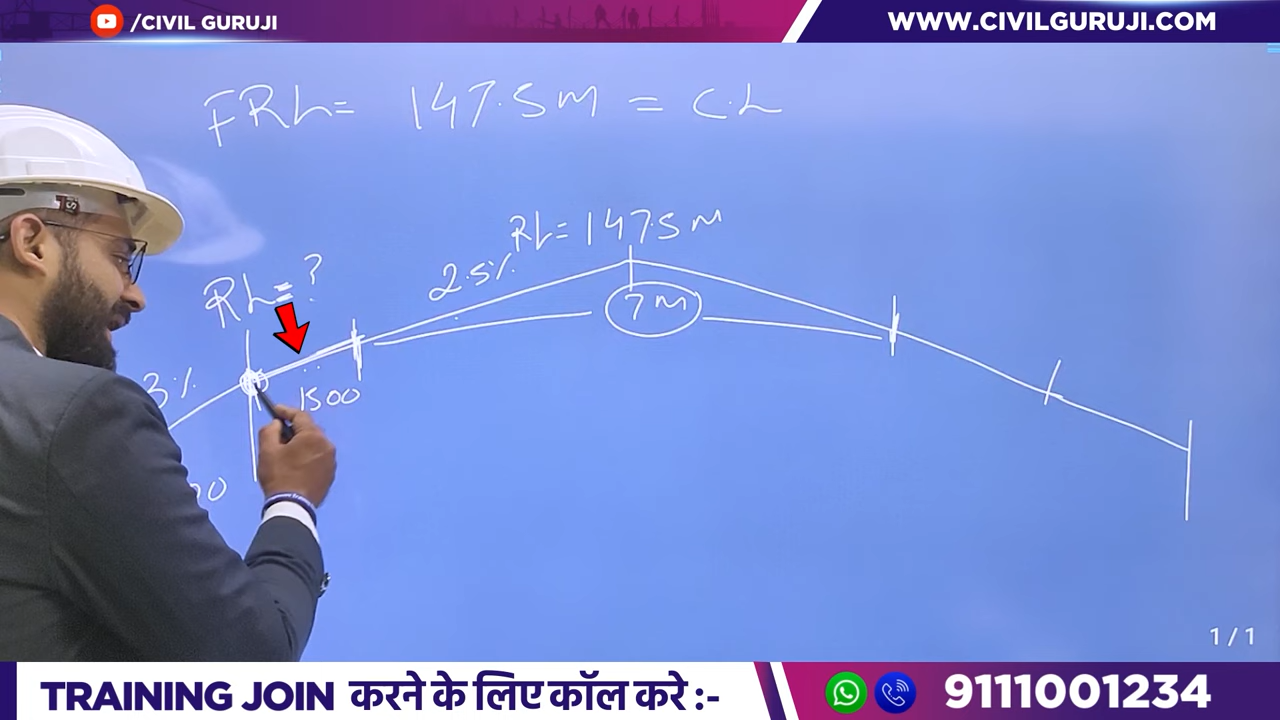 /CIVIL GURUJI
WWW.CIVILGURUJI.COM
FRL= 147.5M = C.L
RL= 147.5M
2.5%
RL=?
7M
3%
1500
00
1/1
TRAINING JOIN करने के लिए कॉल करे :-
9111001234